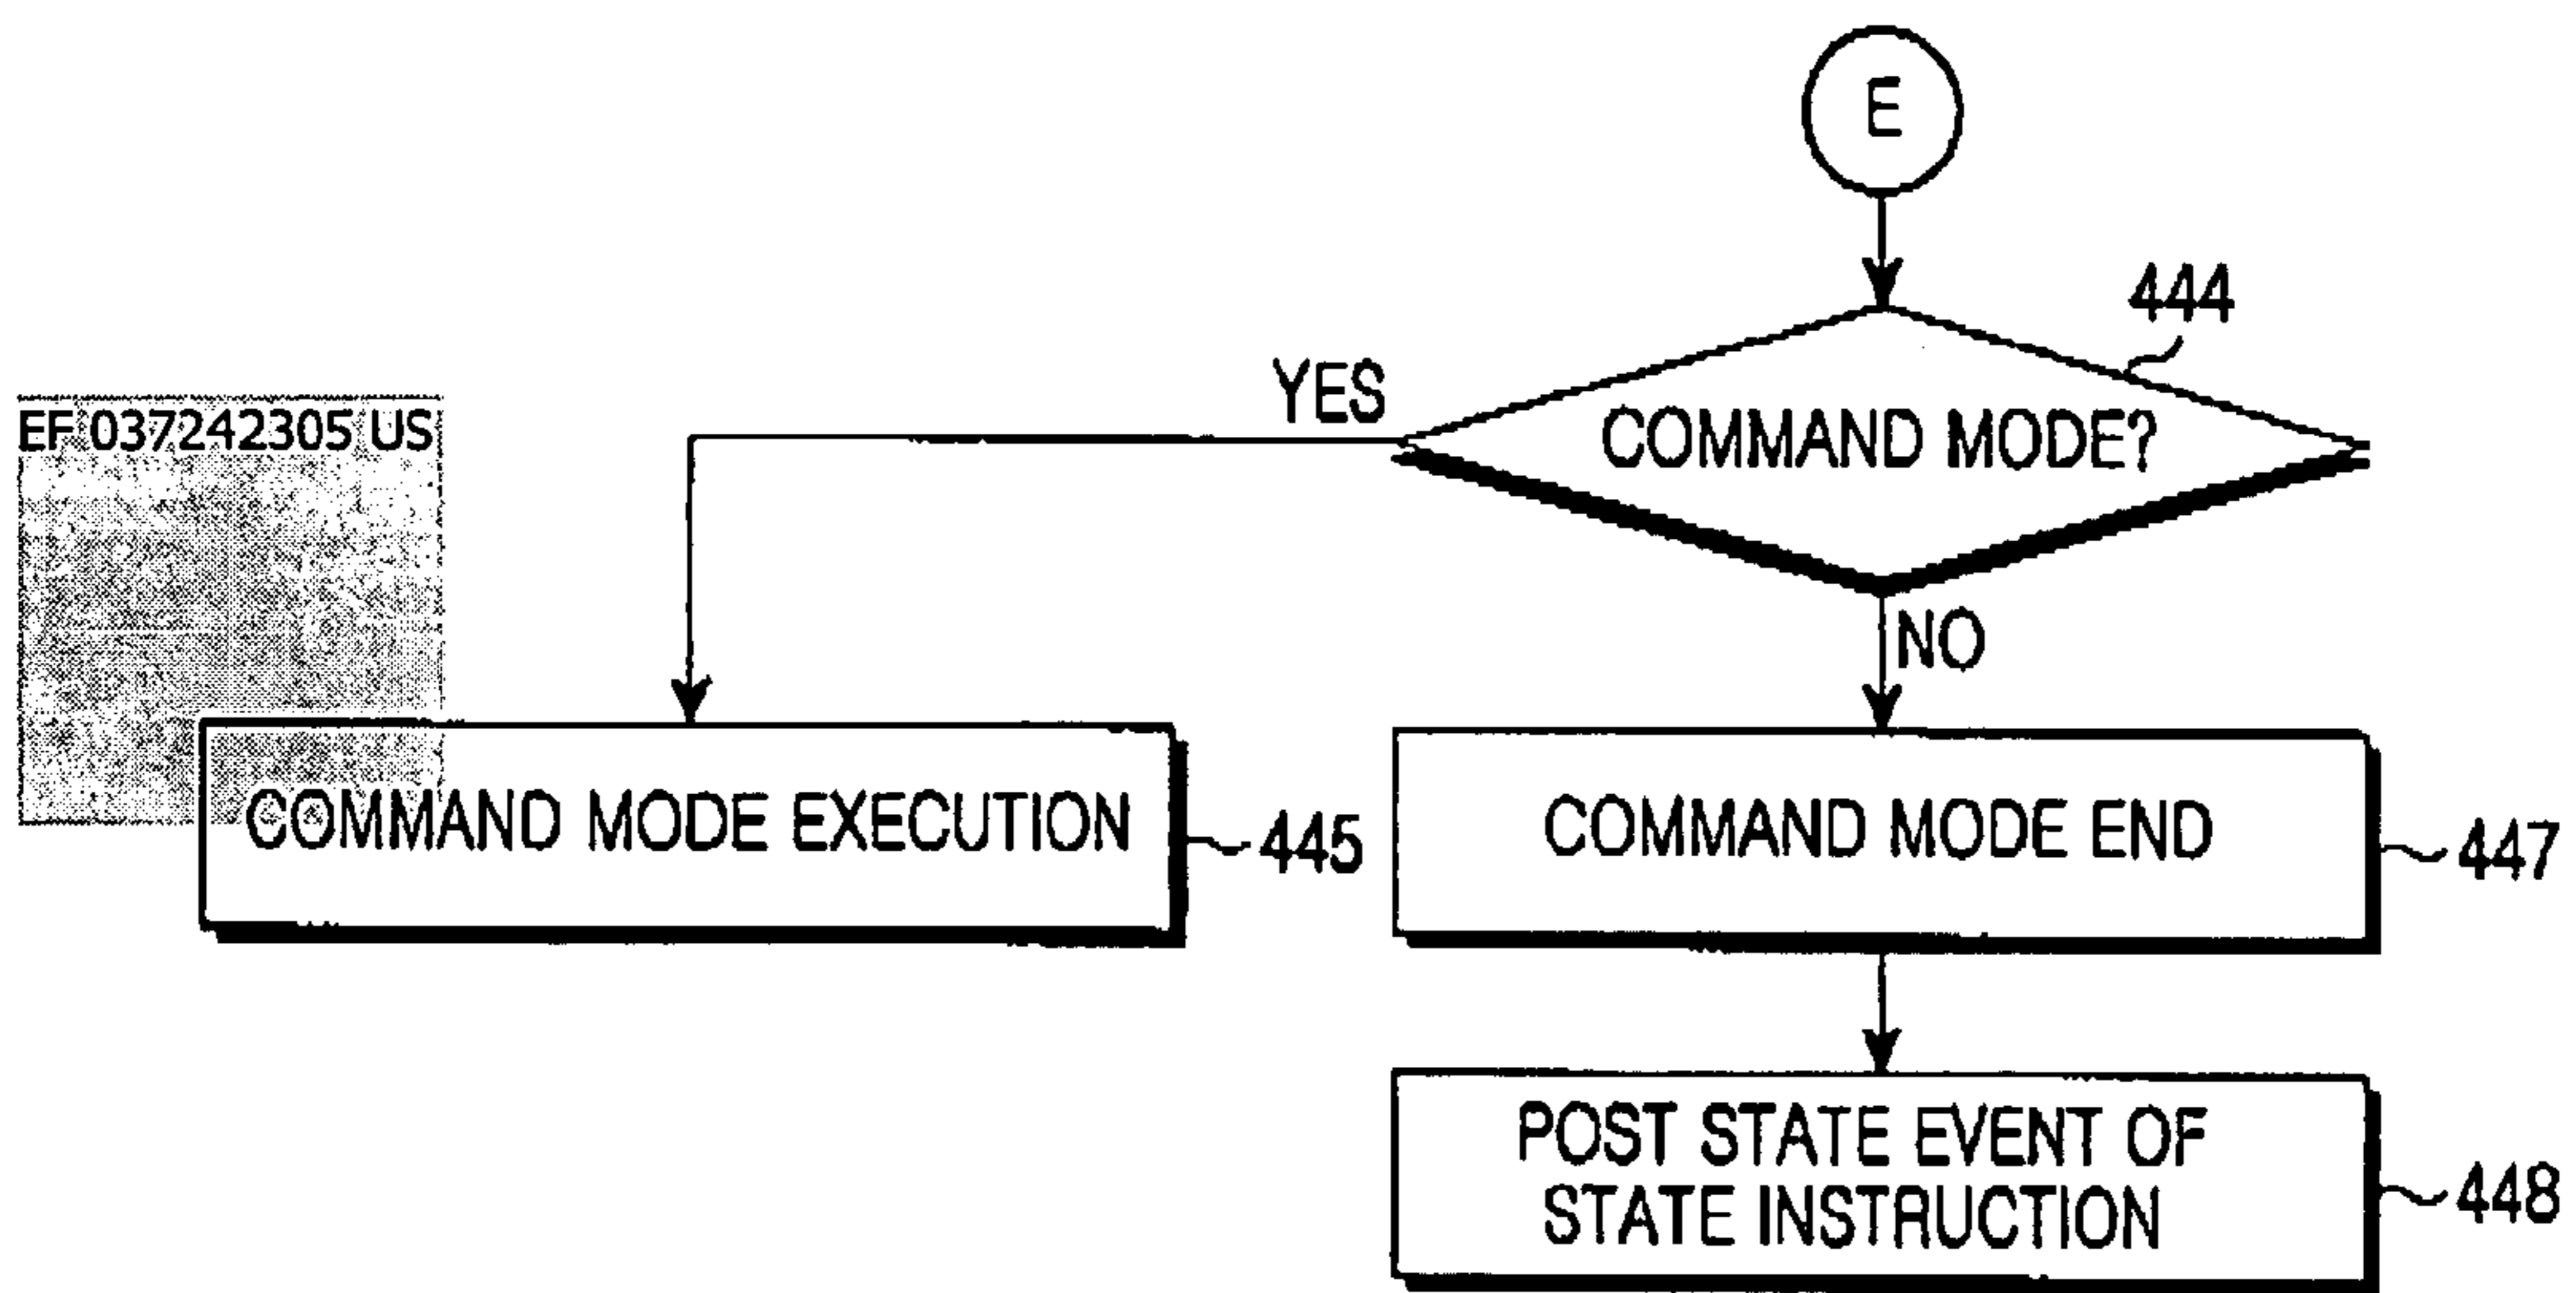 E
444
YES
EF 037242305 US
COMMAND MODE?
NO
COMMAND MODE EXECUTION
445
COMMAND MODE END
447
POST STATE EVENT OF
STATE INSTRUCTION
448